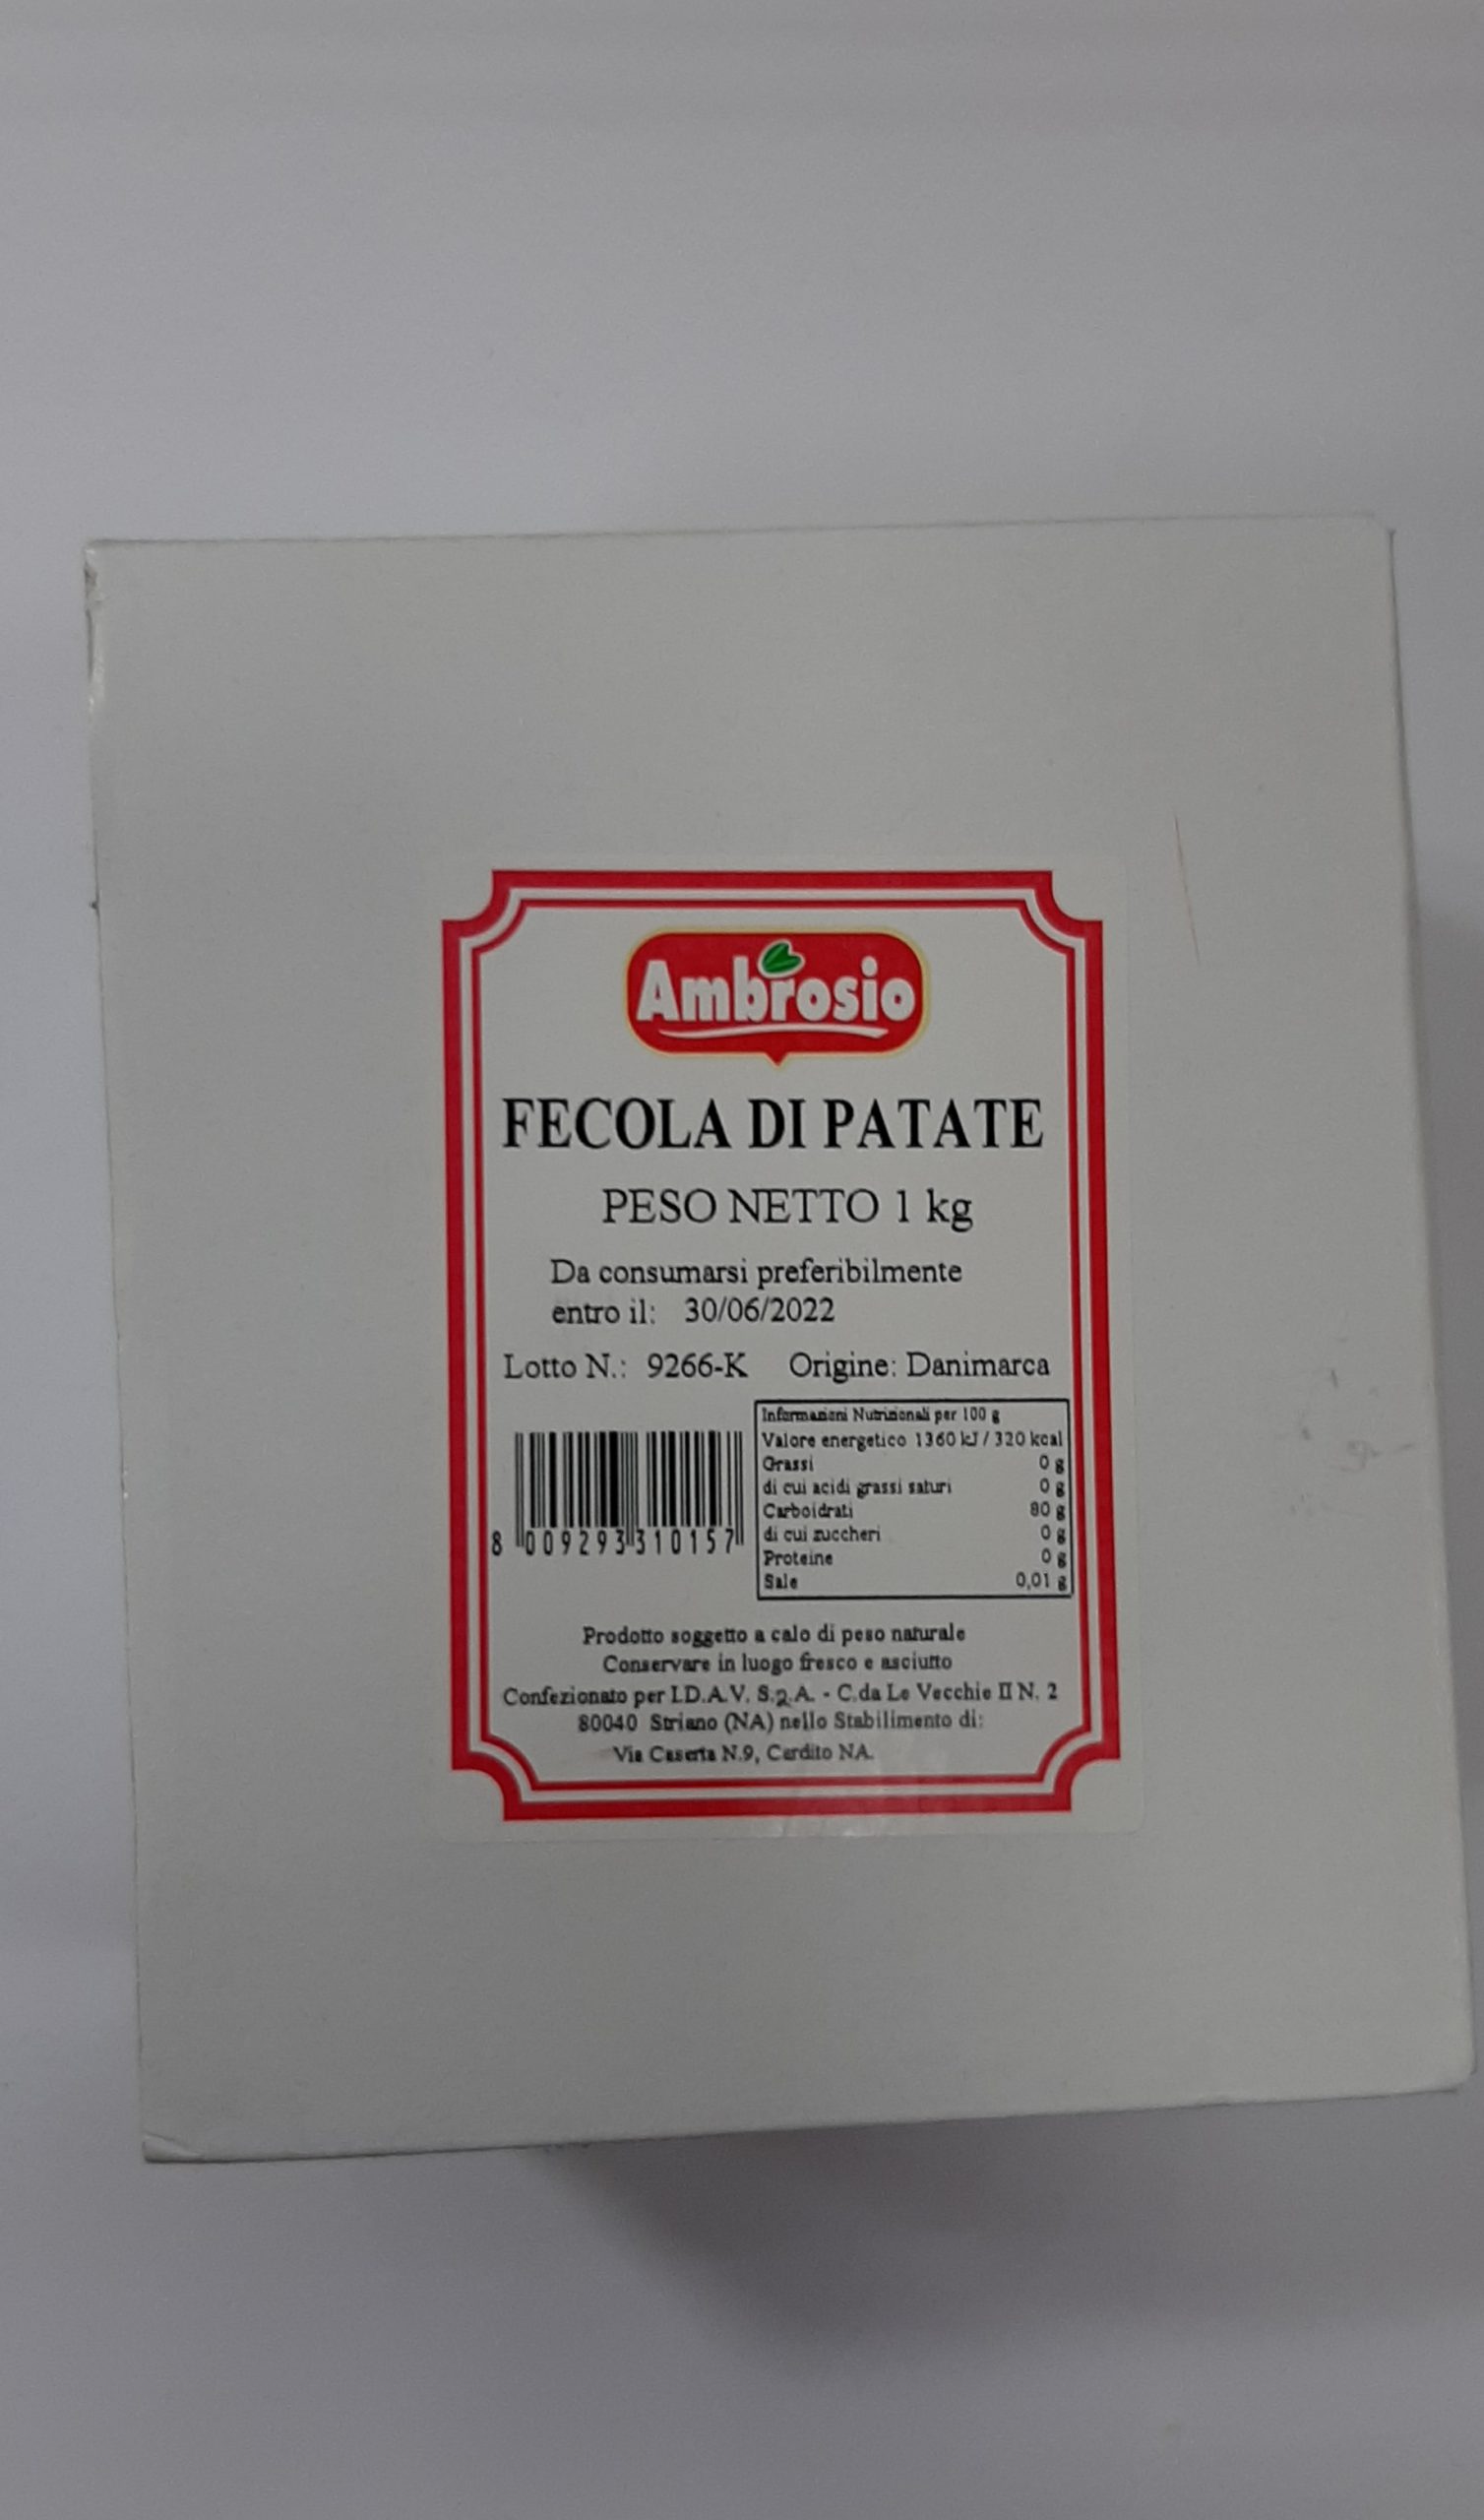 Ambrosio
FECOLA DI PATATE
PESO NETTO 1 kg
Da consumarsi preferibilmente
entro il: 30/06/2022
Lotto N.: 9266-K Origine: Danimarca
Informazioni Nutrizionali per 100 g
Valore energetico 1360 kJ / 320 kcal
Grassi 0 g
di cui acidi grassi saturi 0 g
Carboidrati 80 g
di cui zuccheri 0 g
Proteine 0 g
Sale 0,01 g
8 009293 310157
Prodotto soggetto a calo di peso naturale
Conservare in luogo fresco e asciutto
Confezionato per I.D.A.V. S.p.A. - C.da Le Vecchie II N. 2
80040 Striano (NA) nello Stabilimento di:
Via Caserta N.9, Cardito NA.